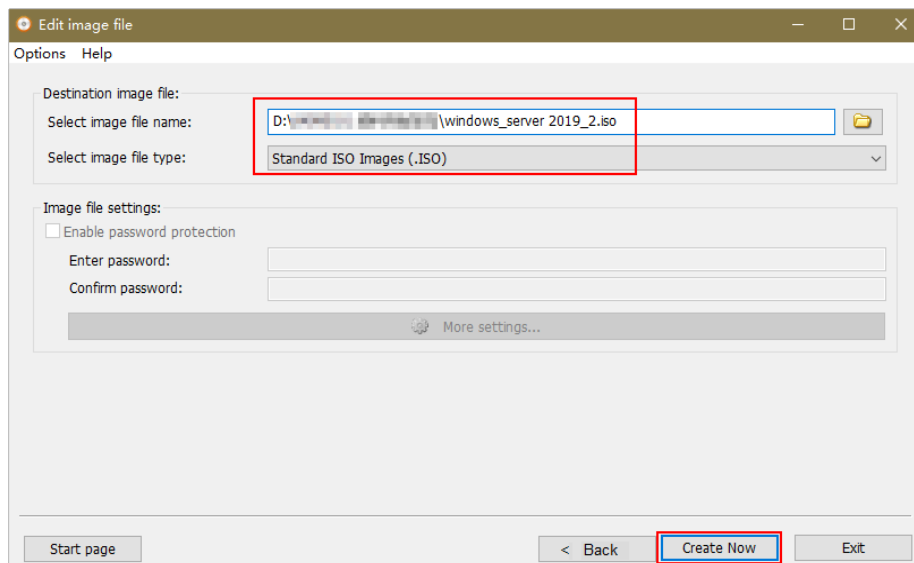 Edit image file
Options Help
Destination image file:
Select image file name: D:\ \windows_server 2019_2.iso
Select image file type: Standard ISO Images (.ISO)
Image file settings:
Enable password protection
Enter password:
Confirm password:
More settings...
Start page < Back Create Now Exit